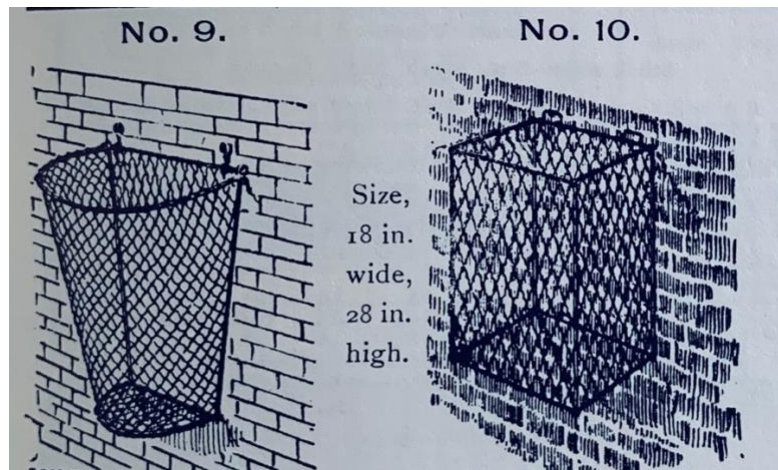 No. 9.
No. 10.
Size,
18 in.
wide,
28 in.
high.